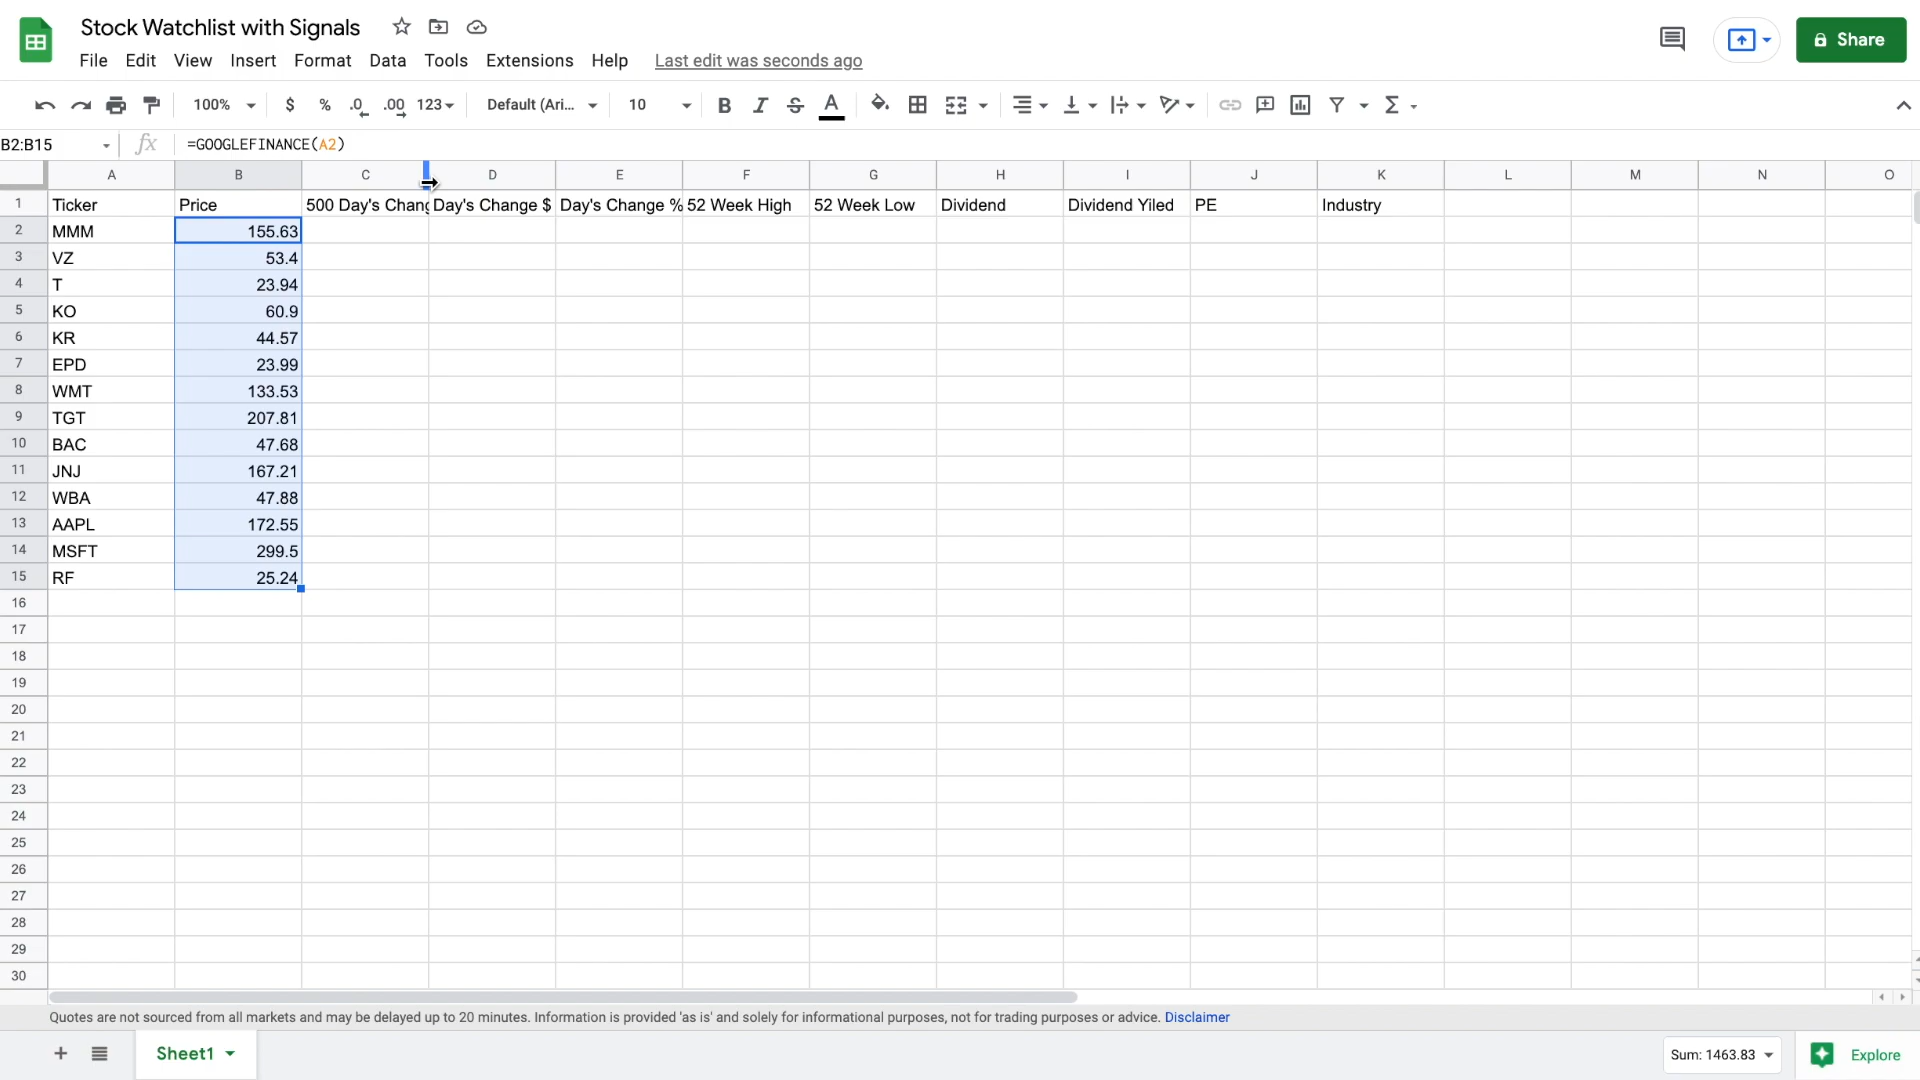 Stock Watchlist with Signals
File Edit View Insert Format Data Tools Extensions Help Last edit was seconds ago
Share
100% $ % .0 .00 123 Default (Ari... 10 B I S A Σ
B2:B15 fx =GOOGLEFINANCE(A2)
A B C D E F G H I J K L M N O
1 Ticker Price 500 Day's Chang Day's Change $ Day's Change % 52 Week High 52 Week Low Dividend Dividend Yiled PE Industry
2 MMM 155.63
3 VZ 53.4
4 T 23.94
5 KO 60.9
6 KR 44.57
7 EPD 23.99
8 WMT 133.53
9 TGT 207.81
10 BAC 47.68
11 JNJ 167.21
12 WBA 47.88
13 AAPL 172.55
14 MSFT 299.5
15 RF 25.24
16
17
18
19
20
21
22
23
24
25
26
27
28
29
30
Quotes are not sourced from all markets and may be delayed up to 20 minutes. Information is provided 'as is' and solely for informational purposes, not for trading purposes or advice. Disclaimer
Sheet1 Sum: 1463.83 Explore